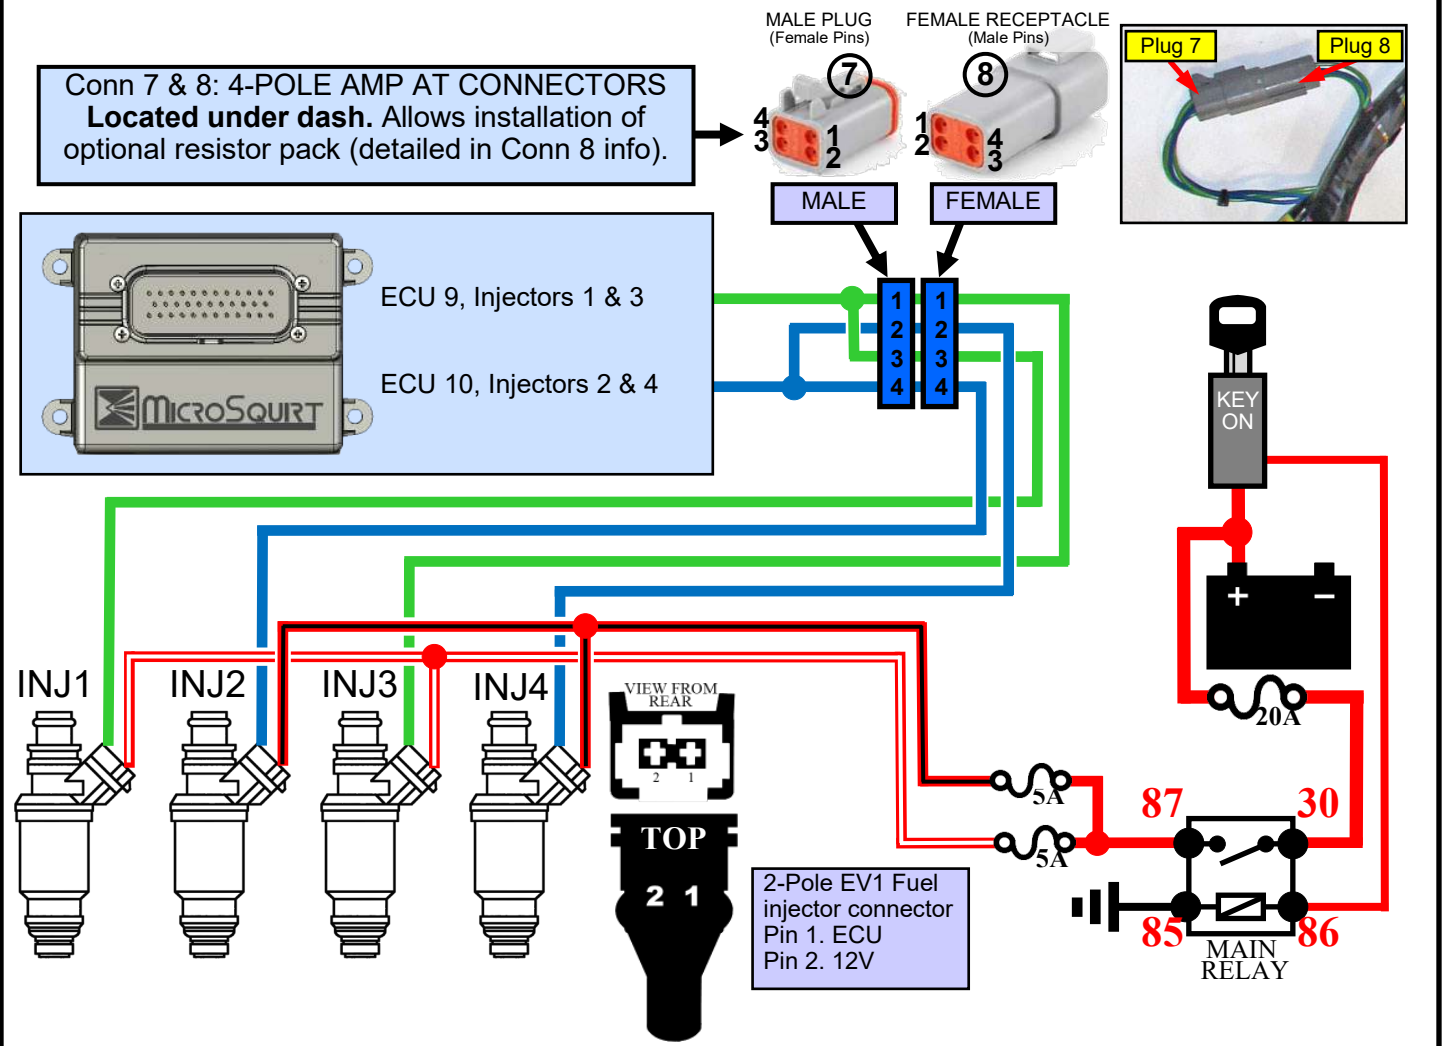 MALE PLUG
(Female Pins)
FEMALE RECEPTACLE
(Male Pins)
Plug 7
Plug 8
Conn 7 & 8: 4-POLE AMP AT CONNECTORS
Located under dash. Allows installation of
optional resistor pack (detailed in Conn 8 info).
7
8
4
3
1
2
1
2
4
3
MALE
FEMALE
ECU 9, Injectors 1 & 3
ECU 10, Injectors 2 & 4
MICROSQUIRT
1
2
3
4
1
2
3
4
KEY
ON
+
−
20A
INJ1
INJ2
INJ3
INJ4
VIEW FROM
REAR
2
1
TOP
2 1
5A
5A
87
30
85
86
MAIN
RELAY
2-Pole EV1 Fuel
injector connector
Pin 1. ECU
Pin 2. 12V